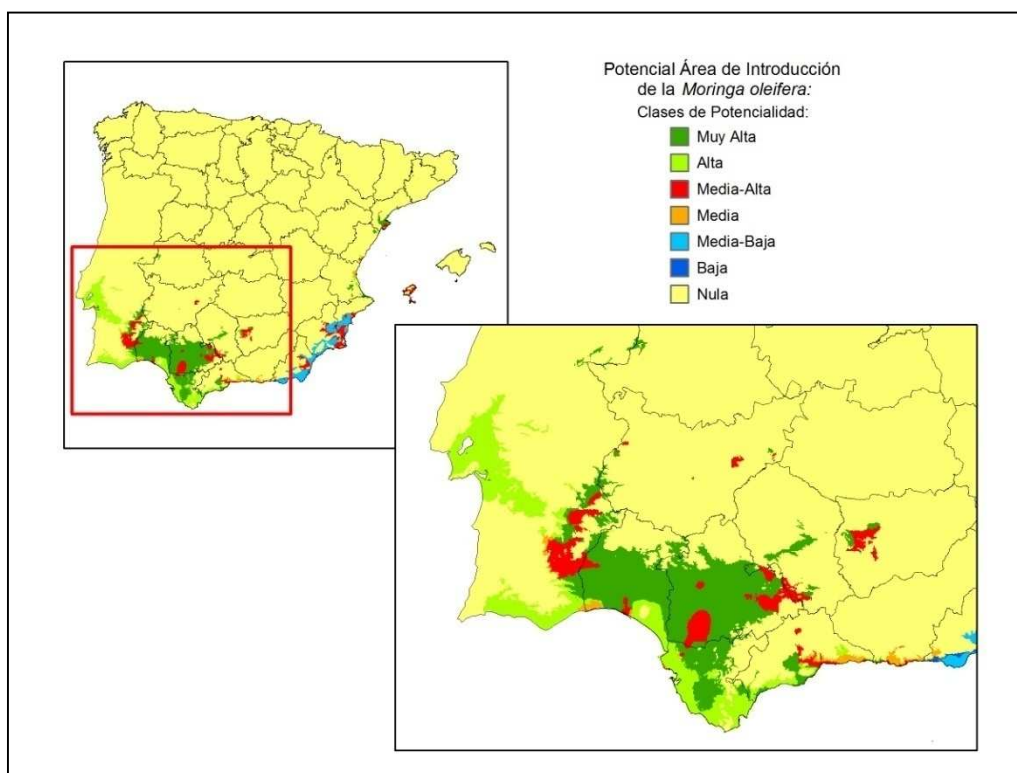 Potencial Área de Introducción
de la Moringa oleifera:
Clases de Potencialidad:
Muy Alta
Alta
Media-Alta
Media
Media-Baja
Baja
Nula